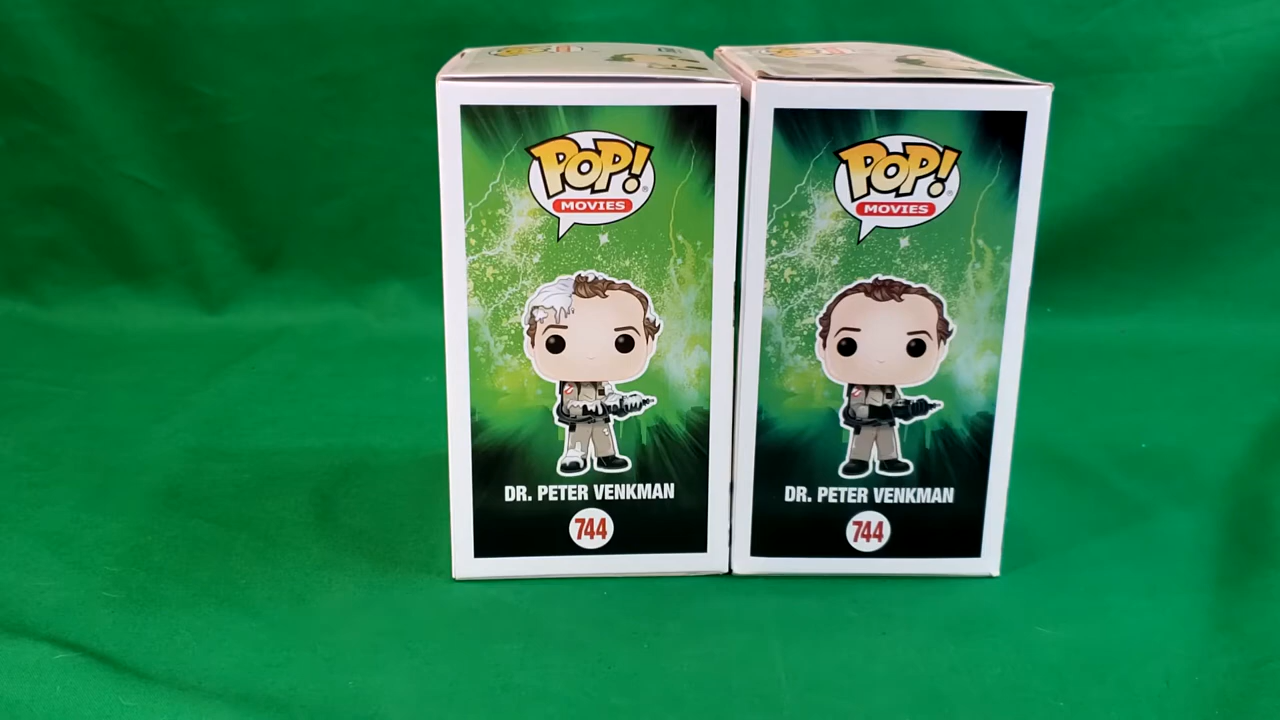 POP!
MOVIES
DR. PETER VENKMAN
744
POP!
MOVIES
DR. PETER VENKMAN
744